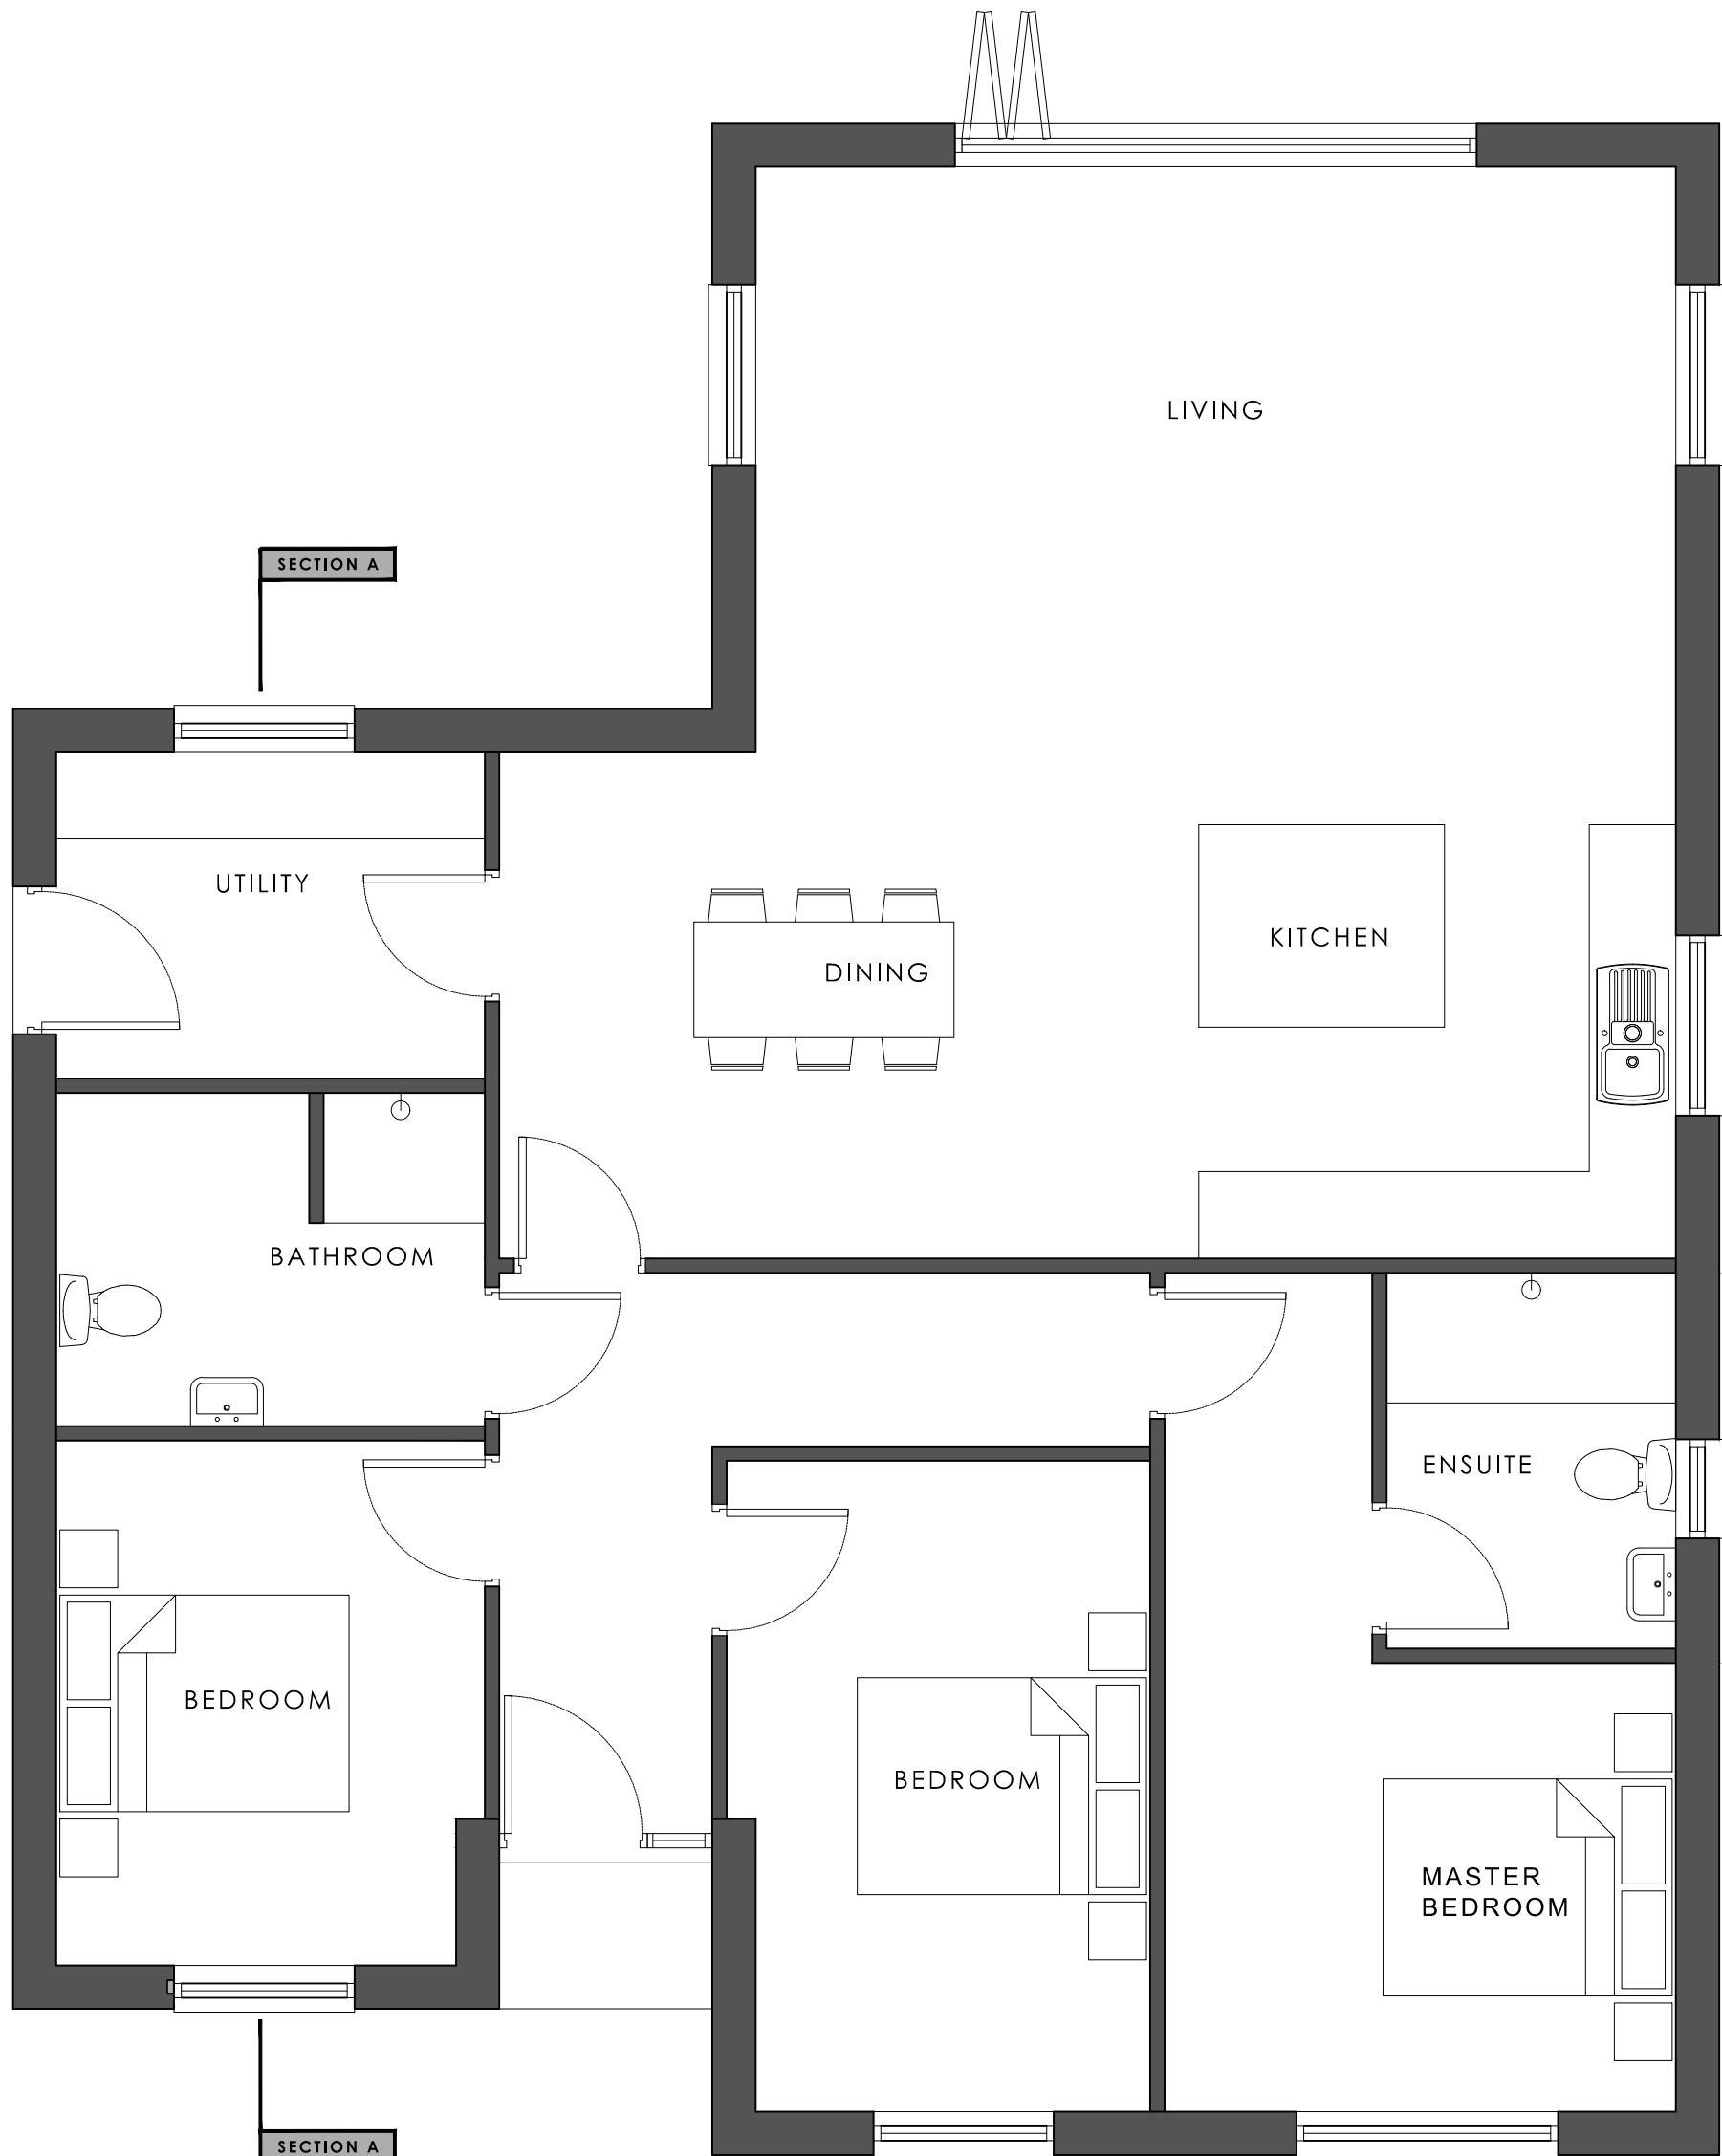 LIVING
SECTION A
UTILITY
KITCHEN
DINING
BATHROOM
ENSUITE
BEDROOM
BEDROOM
MASTER
BEDROOM
SECTION A